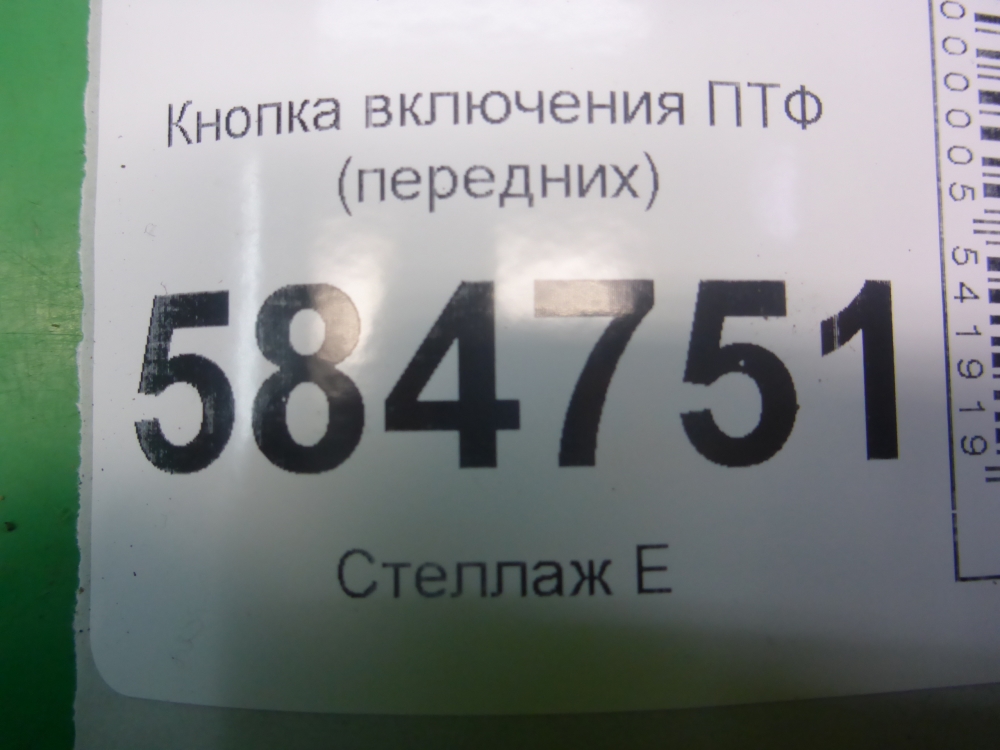 Кнопка включения ПТФ
(передних)
584751
Стеллаж Е
000005 541919